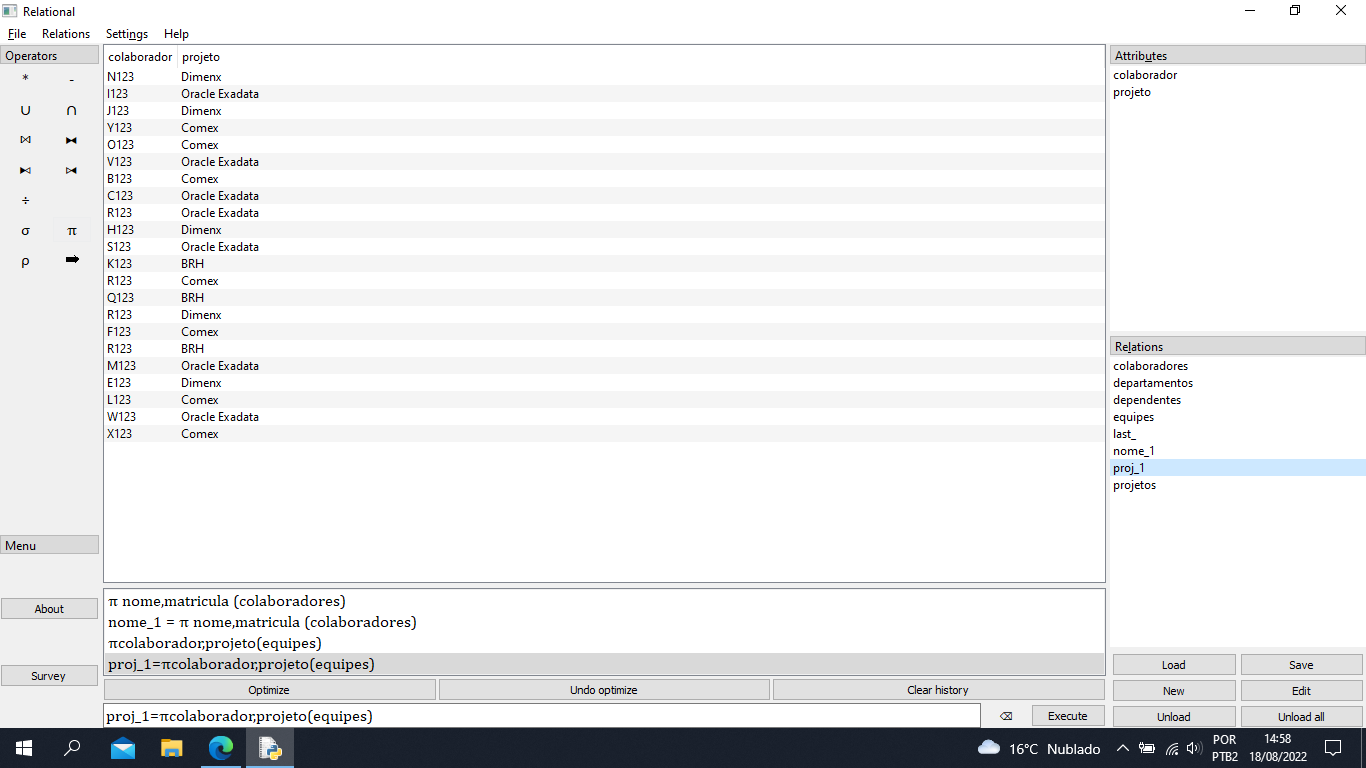 Relational
File Relations Settings Help
Operators
* -
∪ ∩
⋈ ⧓
⧑ ⧒
÷
σ π
ρ ➡
Menu
About
Survey
colaborador projeto
N123 Dimenx
I123 Oracle Exadata
J123 Dimenx
Y123 Comex
O123 Comex
V123 Oracle Exadata
B123 Comex
C123 Oracle Exadata
R123 Oracle Exadata
H123 Dimenx
S123 Oracle Exadata
K123 BRH
R123 Comex
Q123 BRH
R123 Dimenx
F123 Comex
R123 BRH
M123 Oracle Exadata
E123 Dimenx
L123 Comex
W123 Oracle Exadata
X123 Comex
π nome,matricula (colaboradores)
nome_1 = π nome,matricula (colaboradores)
πcolaborador,projeto(equipes)
proj_1=πcolaborador,projeto(equipes)
Optimize Undo optimize Clear history
proj_1=πcolaborador,projeto(equipes) ⌫ Execute
Attributes
colaborador
projeto
Relations
colaboradores
departamentos
dependentes
equipes
last_
nome_1
proj_1
projetos
Load Save
New Edit
Unload Unload all
16°C Nublado
POR
PTB2
14:58
18/08/2022